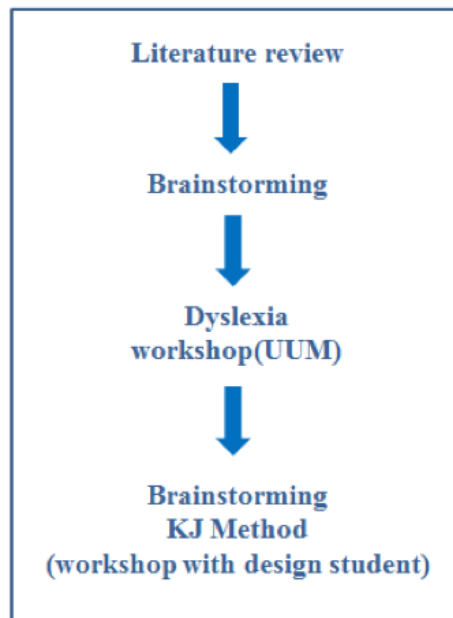 Literature review
Brainstorming
Dyslexia
workshop(UUM)
Brainstorming
KJ Method
(workshop with design student)